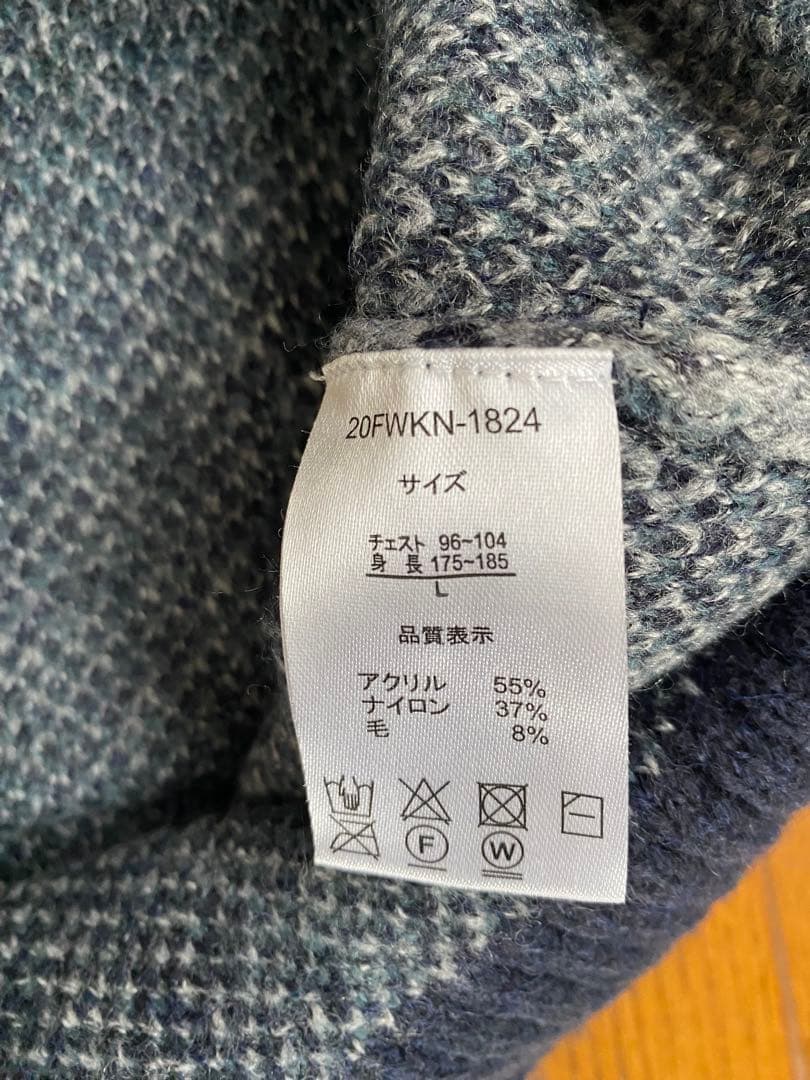 20FWKN-1824
サイズ
チェスト 96~104
身長 175~185
L
品質表示
アクリル 55%
ナイロン 37%
毛 8%
F W